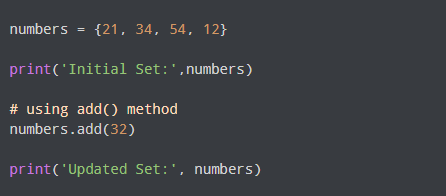 numbers = {21, 34, 54, 12}
print('Initial Set:',numbers)
# using add() method
numbers.add(32)
print('Updated Set:', numbers)